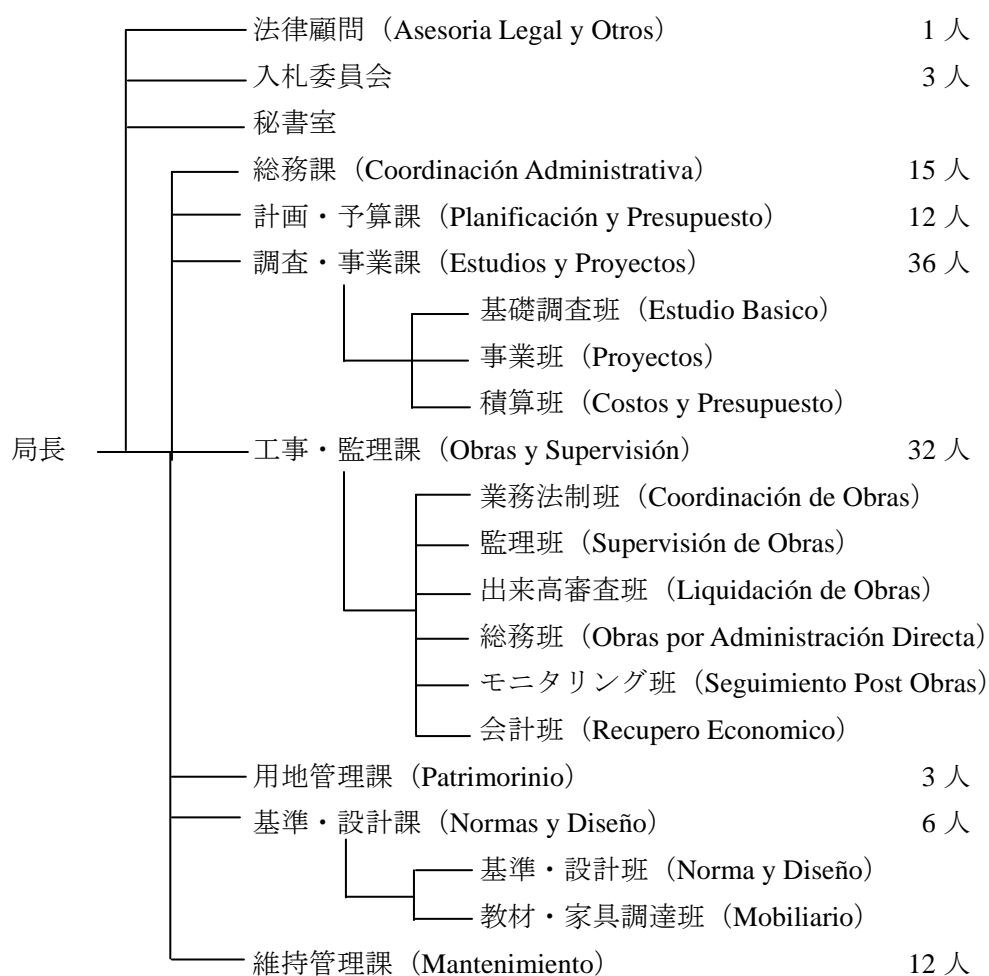 法律顧問(Asesoria Legal y Otros) 1 人
入札委員会 3 人
秘書室
総務課(Coordinación Administrativa) 15 人
計画・予算課(Planificación y Presupuesto) 12 人
調査・事業課(Estudios y Proyectos) 36 人
基礎調査班(Estudio Basico)
事業班(Proyectos)
積算班(Costos y Presupuesto)
局長 工事・監理課(Obras y Supervisión) 32 人
業務法制班(Coordinación de Obras)
監理班(Supervisión de Obras)
出来高審査班(Liquidación de Obras)
総務班(Obras por Administración Directa)
モニタリング班(Seguimiento Post Obras)
会計班(Recupero Economico)
用地管理課(Patrimorinio) 3 人
基準・設計課(Normas y Diseño) 6 人
基準・設計班(Norma y Diseño)
教材・家具調達班(Mobiliario)
維持管理課(Mantenimiento) 12 人